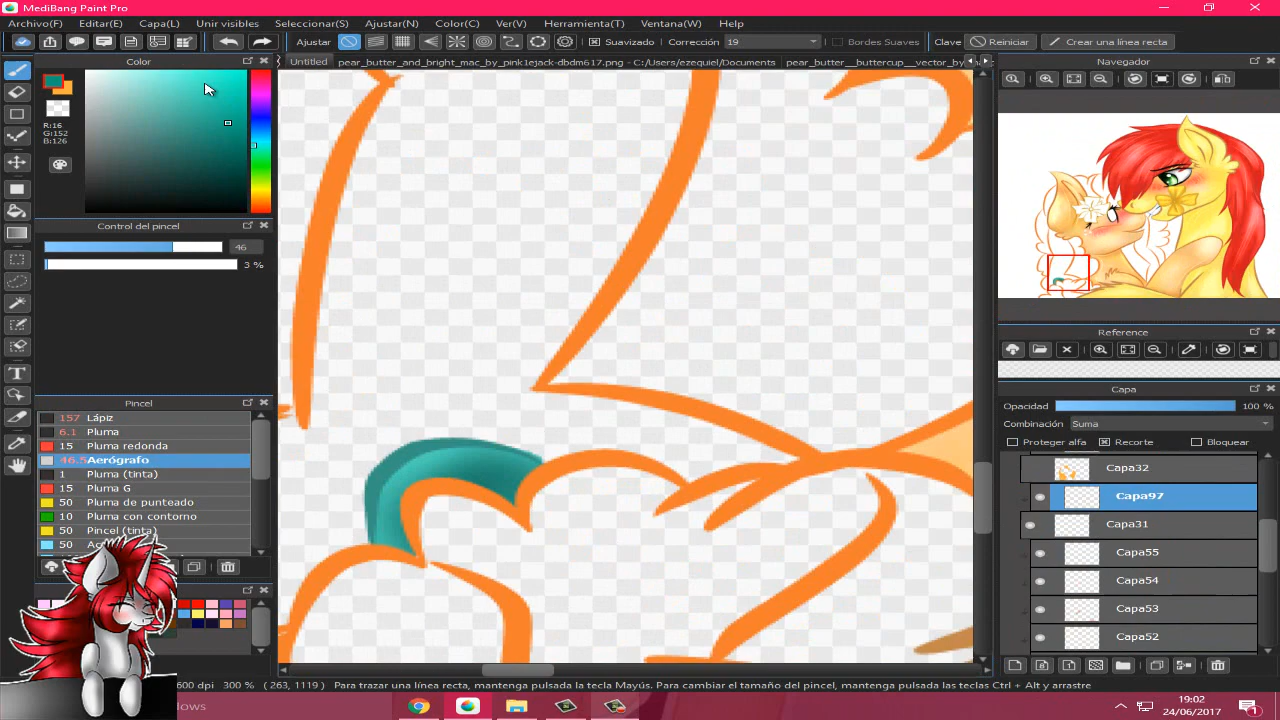 MediBang Paint Pro
Archivo(F) Editar(E) Capa(L) Unir visibles Seleccionar(S) Ajustar(N) Color(C) Ver(V) Herramienta(T) Ventana(W) Help
Ajustar Suavizado Corrección 19 Bordes Suaves Clave Reiniciar Crear una línea recta
Color
Untitled pear_butter_and_bright_mac_by_pink1ejack-dbdm617.png - C:/Users/ezequiel/Documents pear_butter__buttercup__vector_by
Navegador
R:16
G:152
B:126
Control del pincel
46
3 %
Reference
Capa
Opacidad 100 %
Combinación Suma
Proteger alfa Recorte Bloquear
Capa32
Capa97
Capa31
Capa55
Capa54
Capa53
Capa52
Pincel
157 Lápiz
6.1 Pluma
15 Pluma redonda
46.5 Aerógrafo
1 Pluma (tinta)
15 Pluma G
50 Pluma de punteado
10 Pluma con contorno
50 Pincel (tinta)
50
600 dpi 300 % (263, 1119) Para trazar una línea recta, mantenga pulsada la tecla Mayús. Para cambiar el tamaño del pincel, mantenga pulsadas las teclas Ctrl + Alt y arrastre
19:02
24/06/2017
1